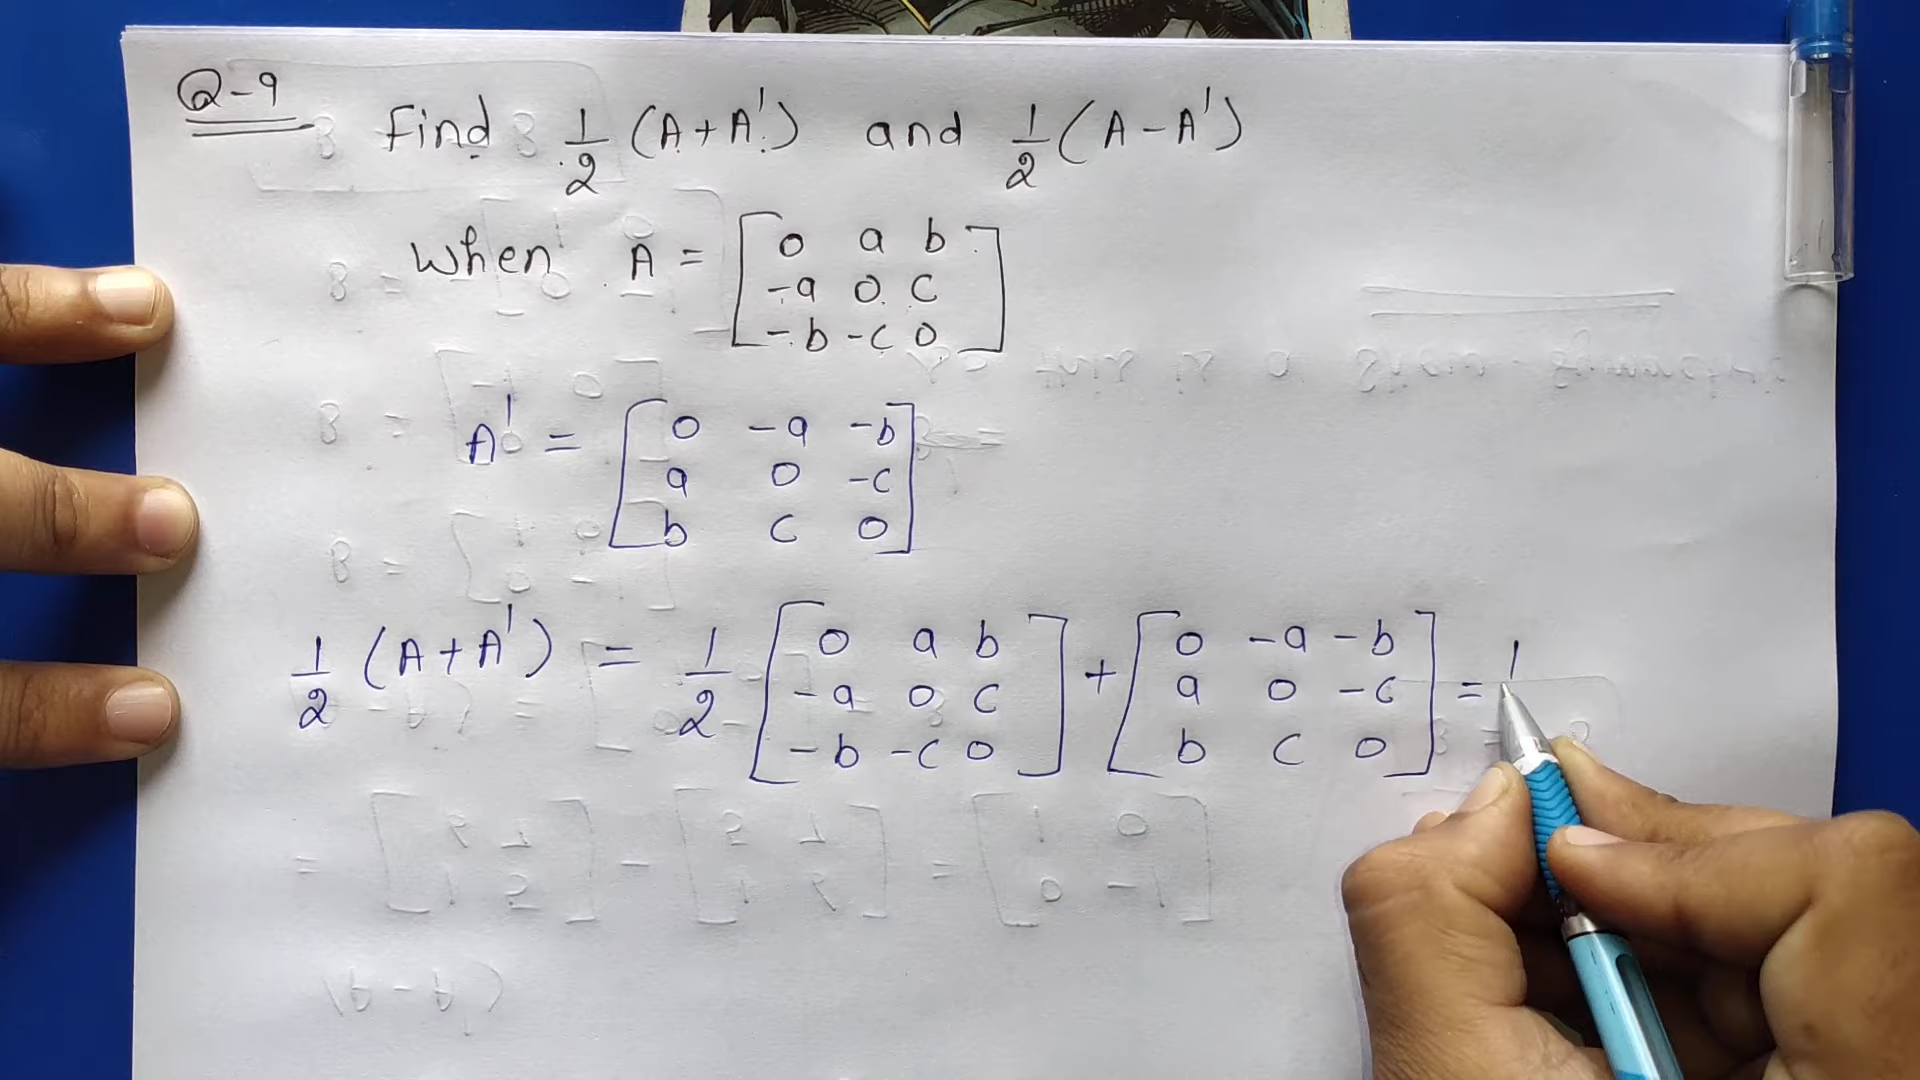 Q-9
Find 1/2 (A+A') and 1/2 (A-A')
When A = [0 a b
-a 0 c
-b -c 0]
A' = [0 -a -b
a 0 -c
b c 0]
1/2 (A+A') = 1/2 [0 a b + [0 -a -b = 1
-a 0 c a 0 -c
-b -c 0] b c 0]